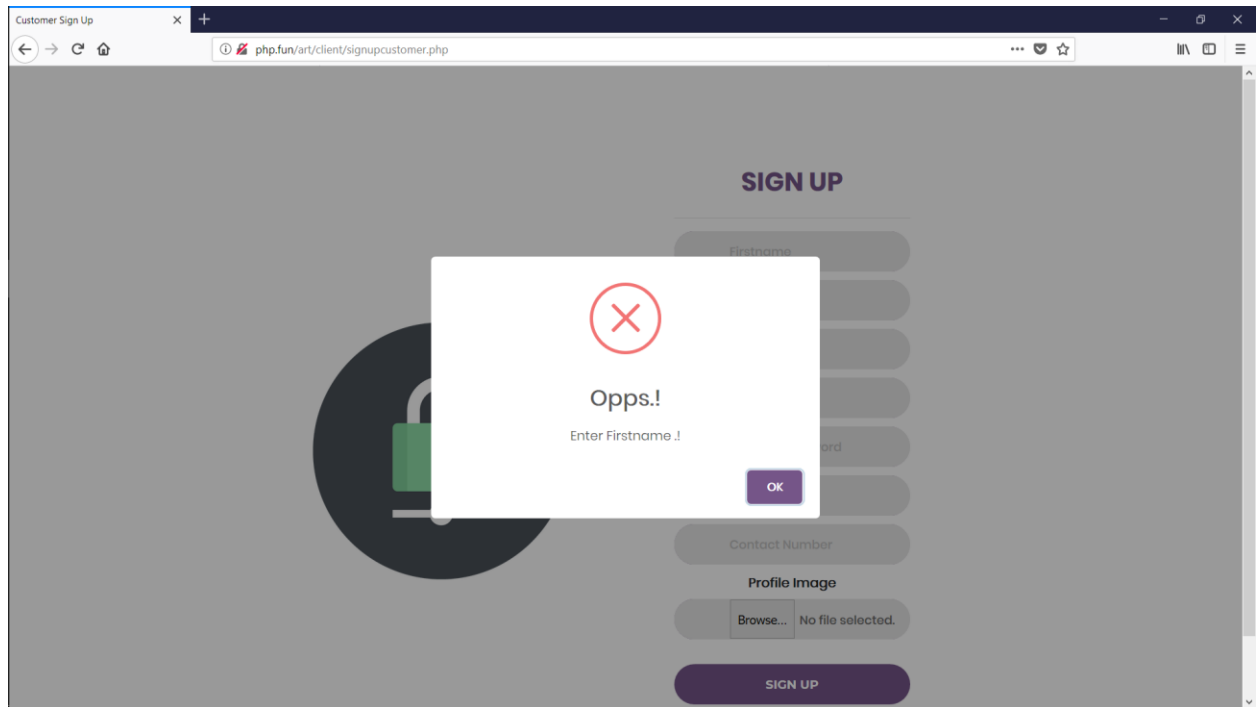 Customer Sign Up
php.fun/art/client/signupcustomer.php
SIGN UP
Firstname
Opps.!
Enter Firstname .!
ord
OK
Contact Number
Profile Image
Browse... No file selected.
SIGN UP